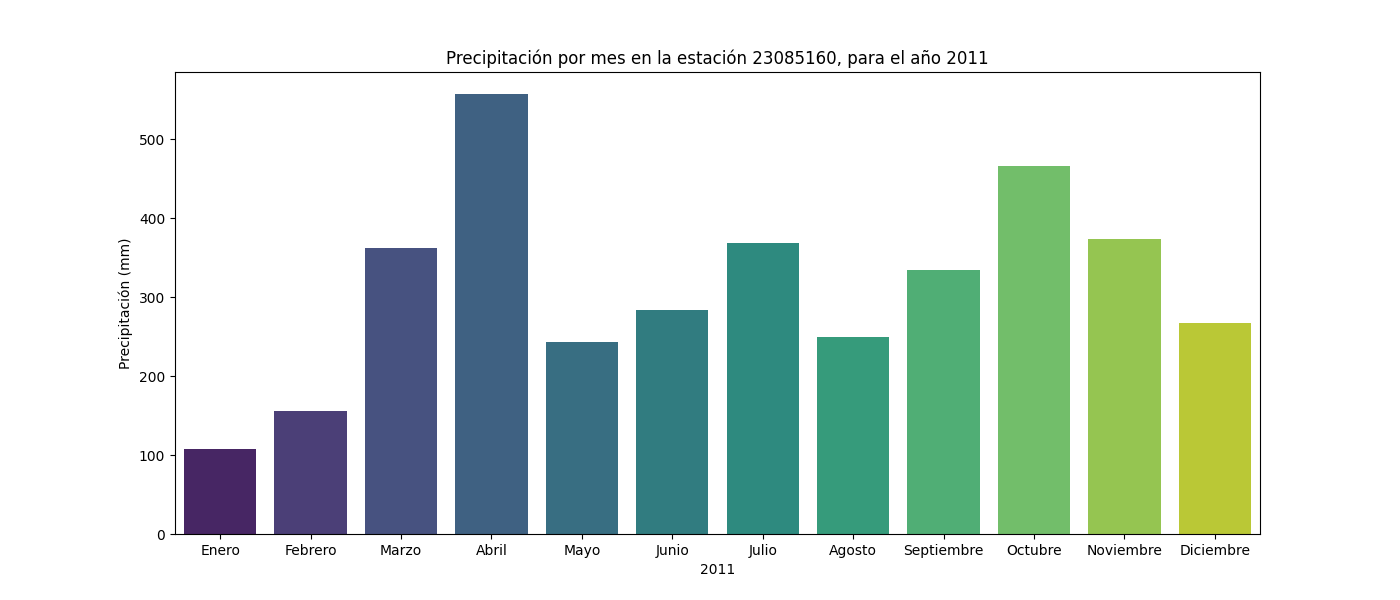 Precipitación por mes en la estación 23085160, para el año 2011
Precipitación (mm)
500
400
300
200
100
0
Enero Febrero Marzo Abril Mayo Junio Julio Agosto Septiembre Octubre Noviembre Diciembre
2011